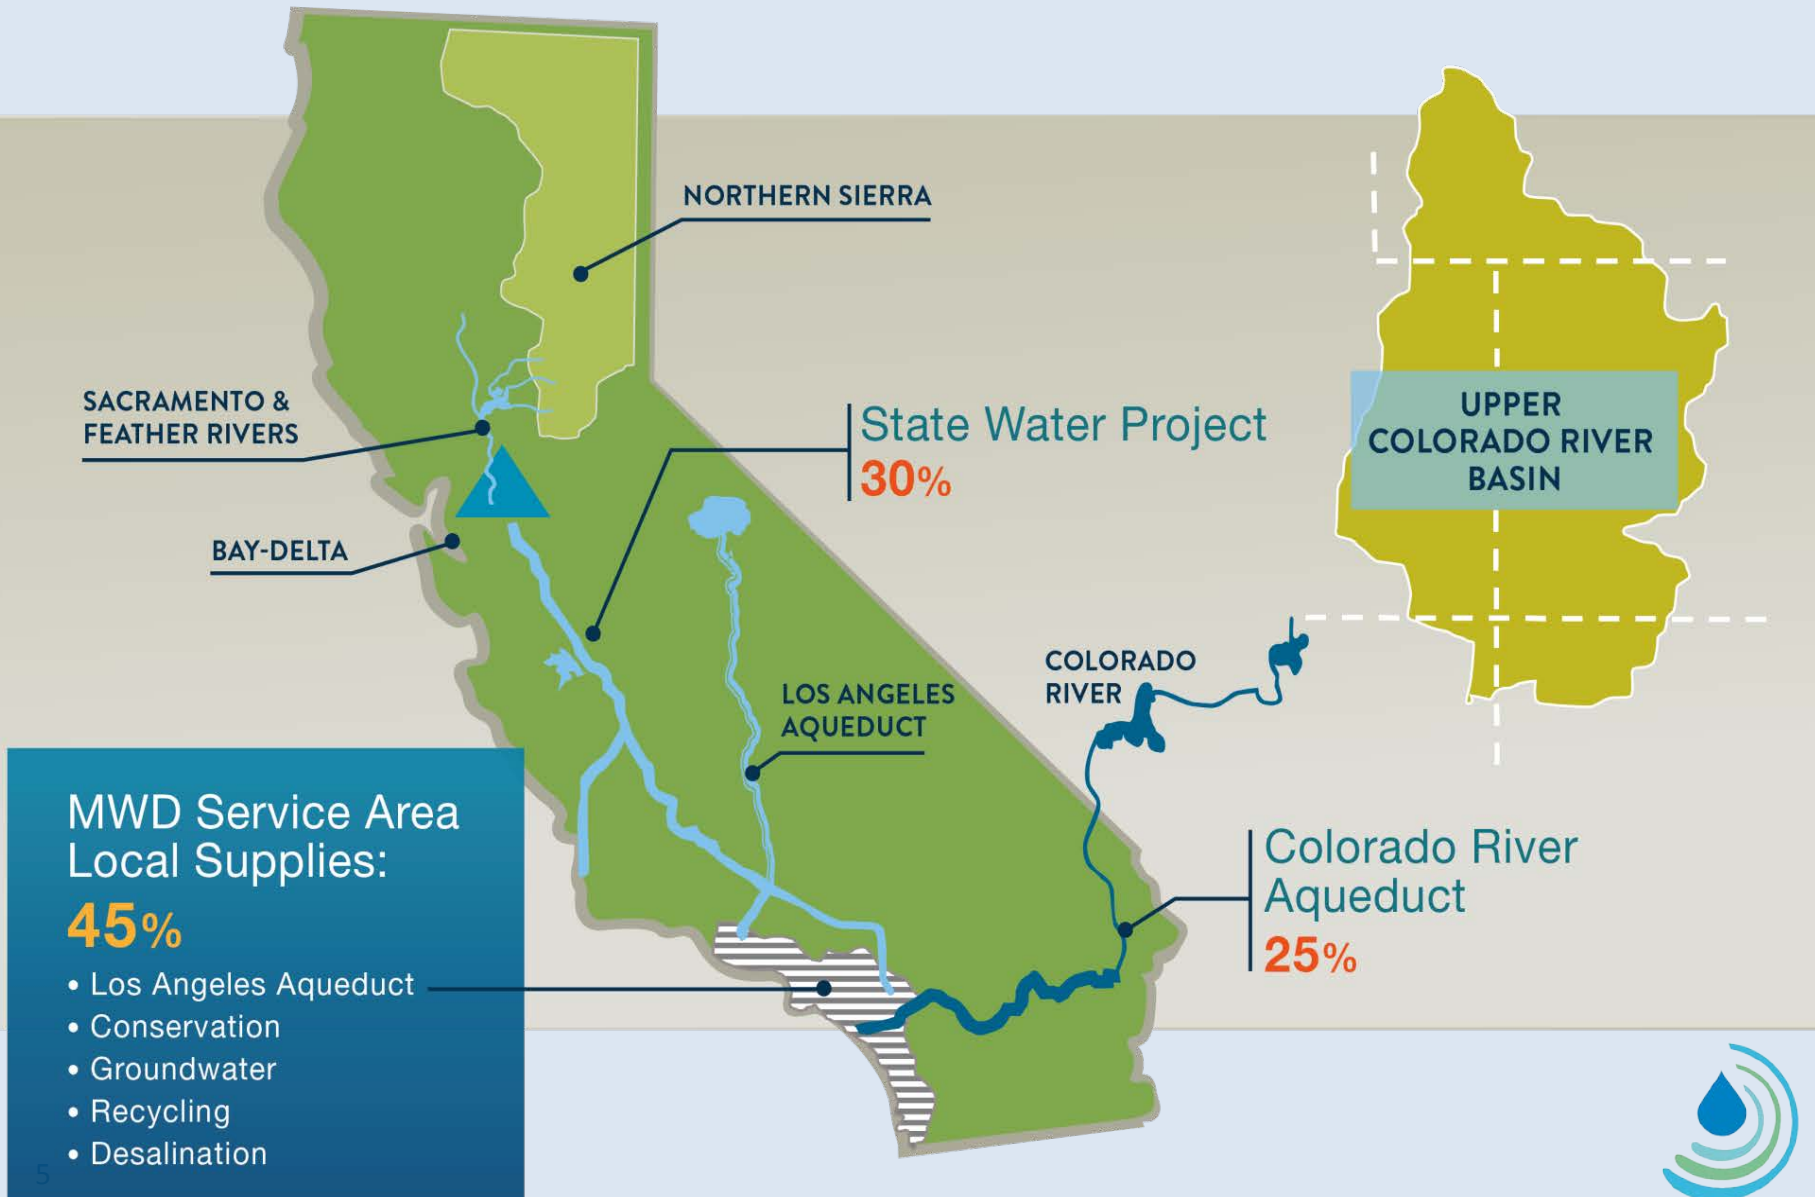 NORTHERN SIERRA
SACRAMENTO &
FEATHER RIVERS
State Water Project
30%
UPPER
COLORADO RIVER
BASIN
BAY-DELTA
COLORADO
RIVER
LOS ANGELES
AQUEDUCT
MWD Service Area
Local Supplies:
45%
• Los Angeles Aqueduct
• Conservation
• Groundwater
• Recycling
• Desalination
Colorado River
Aqueduct
25%
5